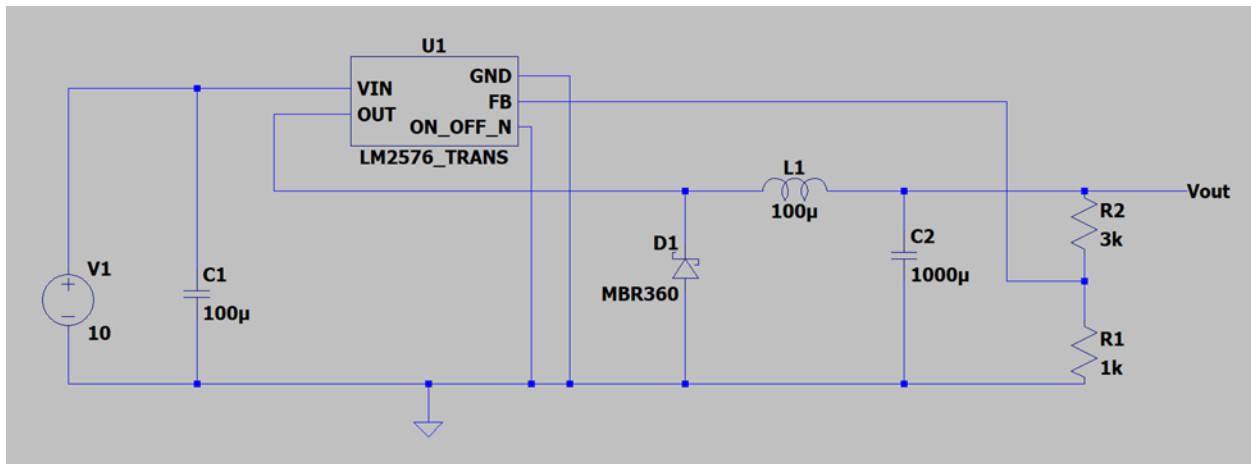 U1
VIN
GND
OUT
FB
ON_OFF_N
LM2576_TRANS
L1
100µ
Vout
R2
3k
D1
MBR360
C2
1000µ
V1
10
C1
100µ
R1
1k